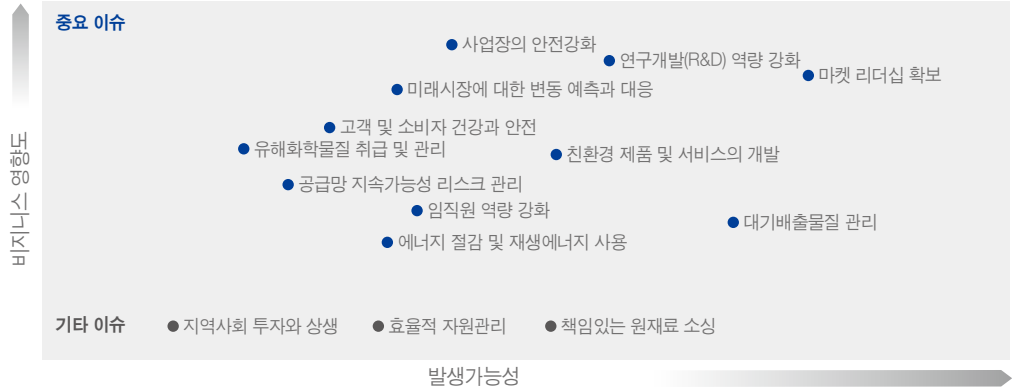 중요 이슈
사업장의 안전강화
연구개발(R&D) 역량 강화
마켓 리더십 확보
미래시장에 대한 변동 예측과 대응
고객 및 소비자 건강과 안전
유해화학물질 취급 및 관리
친환경 제품 및 서비스의 개발
공급망 지속가능성 리스크 관리
임직원 역량 강화
대기배출물질 관리
에너지 절감 및 재생에너지 사용
비지니스 영향도
기타 이슈
지역사회 투자와 상생
효율적 자원관리
책임있는 원재료 소싱
발생가능성